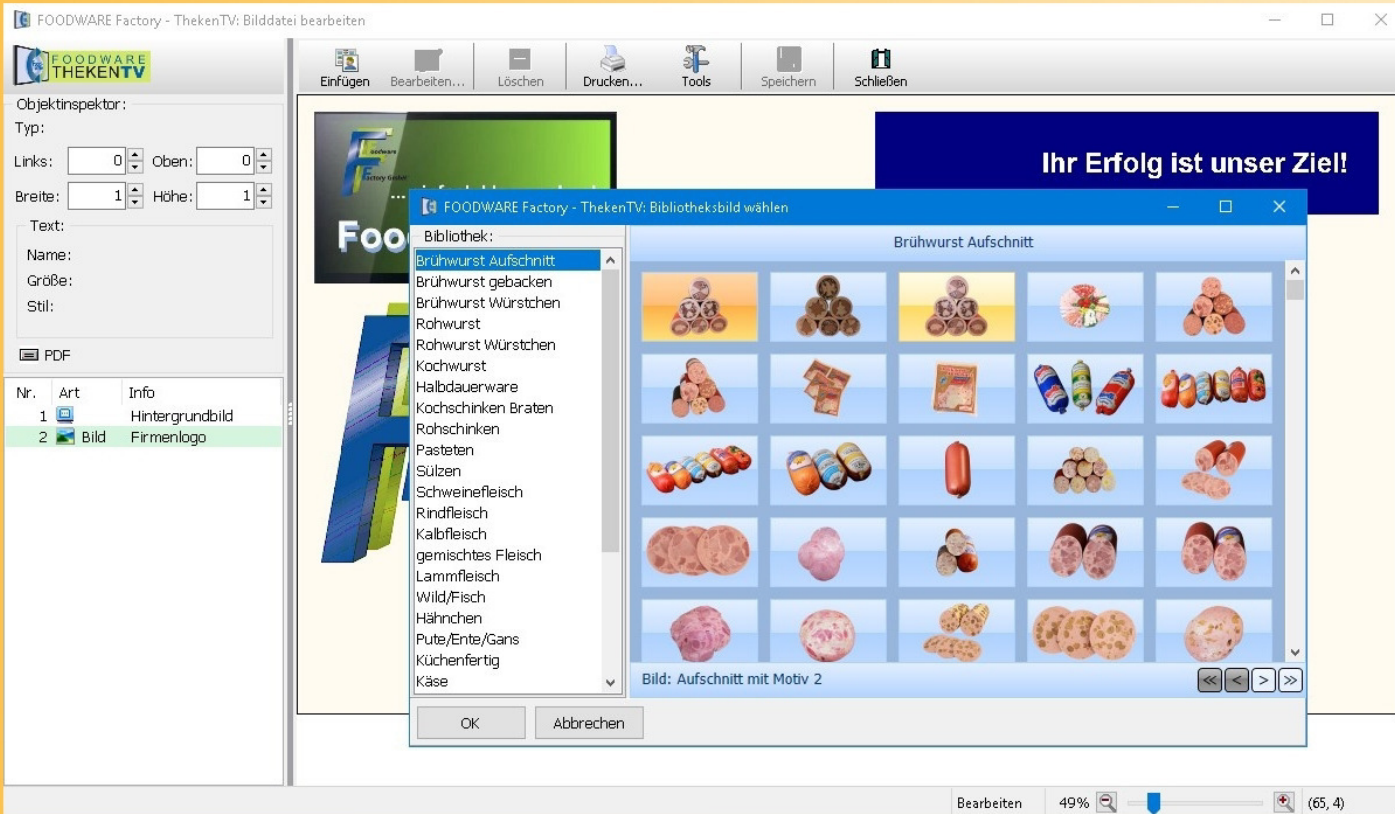 FOODWARE Factory - ThekenTV: Bilddatei bearbeiten
FOODWARE
THEKENTV
Einfügen Bearbeiten... Löschen Drucken... Tools Speichern Schließen
Objektinspektor:
Typ:
Links: 0 Oben: 0
Breite: 1 Höhe: 1
Text:
Name:
Größe:
Stil:
PDF
Nr. Art Info
1 Hintergrundbild
2 Bild Firmenlogo
Foodware
Factory GmbH
Foo
Ihr Erfolg ist unser Ziel!
FOODWARE Factory - ThekenTV: Bibliotheksbild wählen
Bibliothek:
Brühwurst Aufschnitt
Brühwurst gebacken
Brühwurst Würstchen
Rohwurst
Rohwurst Würstchen
Kochwurst
Halbdauerware
Kochschinken Braten
Rohschinken
Pasteten
Sülzen
Schweinefleisch
Rindfleisch
Kalbfleisch
gemischtes Fleisch
Lammfleisch
Wild/Fisch
Hähnchen
Pute/Ente/Gans
Küchenfertig
Käse
Brühwurst Aufschnitt
Bild: Aufschnitt mit Motiv 2
OK Abbrechen
Bearbeiten 49% (65, 4)